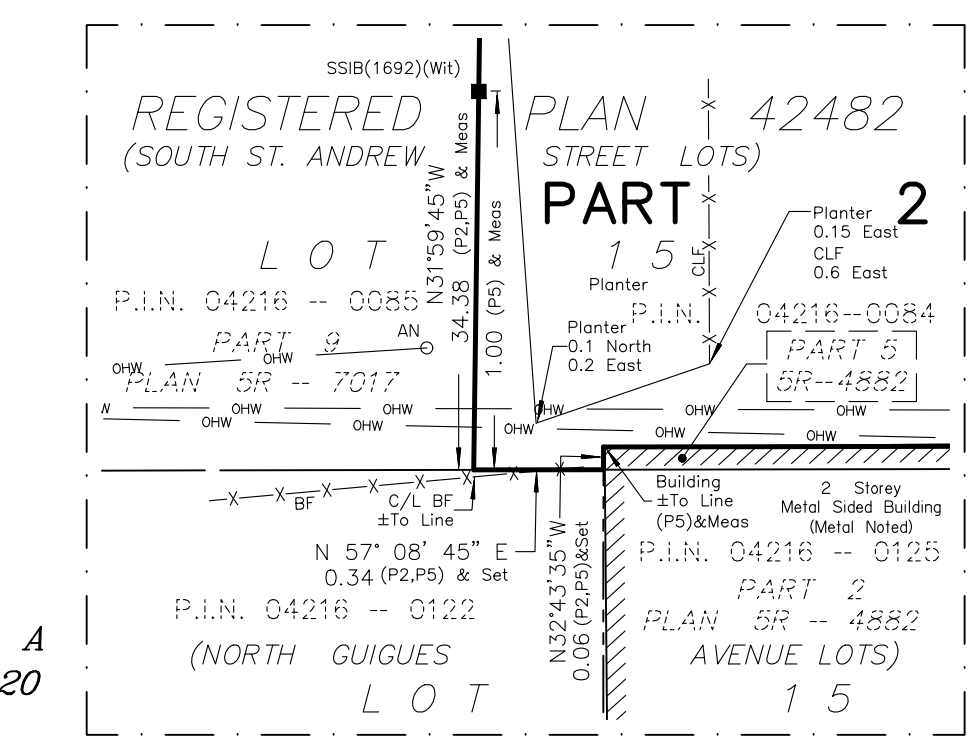 SSIB(1692)(Wit)
REGISTERED PLAN 42482
(SOUTH ST. ANDREW STREET LOTS)
PART 2
N31°59'45"W
34.38 (P2,P5) & Meas
1.00 (P5) & Meas
CLF
Planter
0.15 East
CLF
0.6 East
LOT 15
Planter
P.I.N. 04216 -- 0085
P.I.N. 04216--0084
Planter
0.1 North
0.2 East
AN
PART 9
PLAN 5R -- 7017
PART 5
5R--4882
OHW
OHW
OHW
OHW
OHW
OHW
OHW
OHW
OHW
OHW
OHW
OHW
W
BF
C/L BF
±To Line
Building
±To Line
(P5)&Meas
2 Storey
Metal Sided Building
(Metal Noted)
N 57° 08' 45" E
0.34 (P2,P5) & Set
N32°43'35"W
0.06 (P2,P5)&Set
P.I.N. 04216 -- 0125
PART 2
PLAN 5R -- 4882
P.I.N. 04216 -- 0122
(NORTH GUIGUES AVENUE LOTS)
LOT 15
A
20